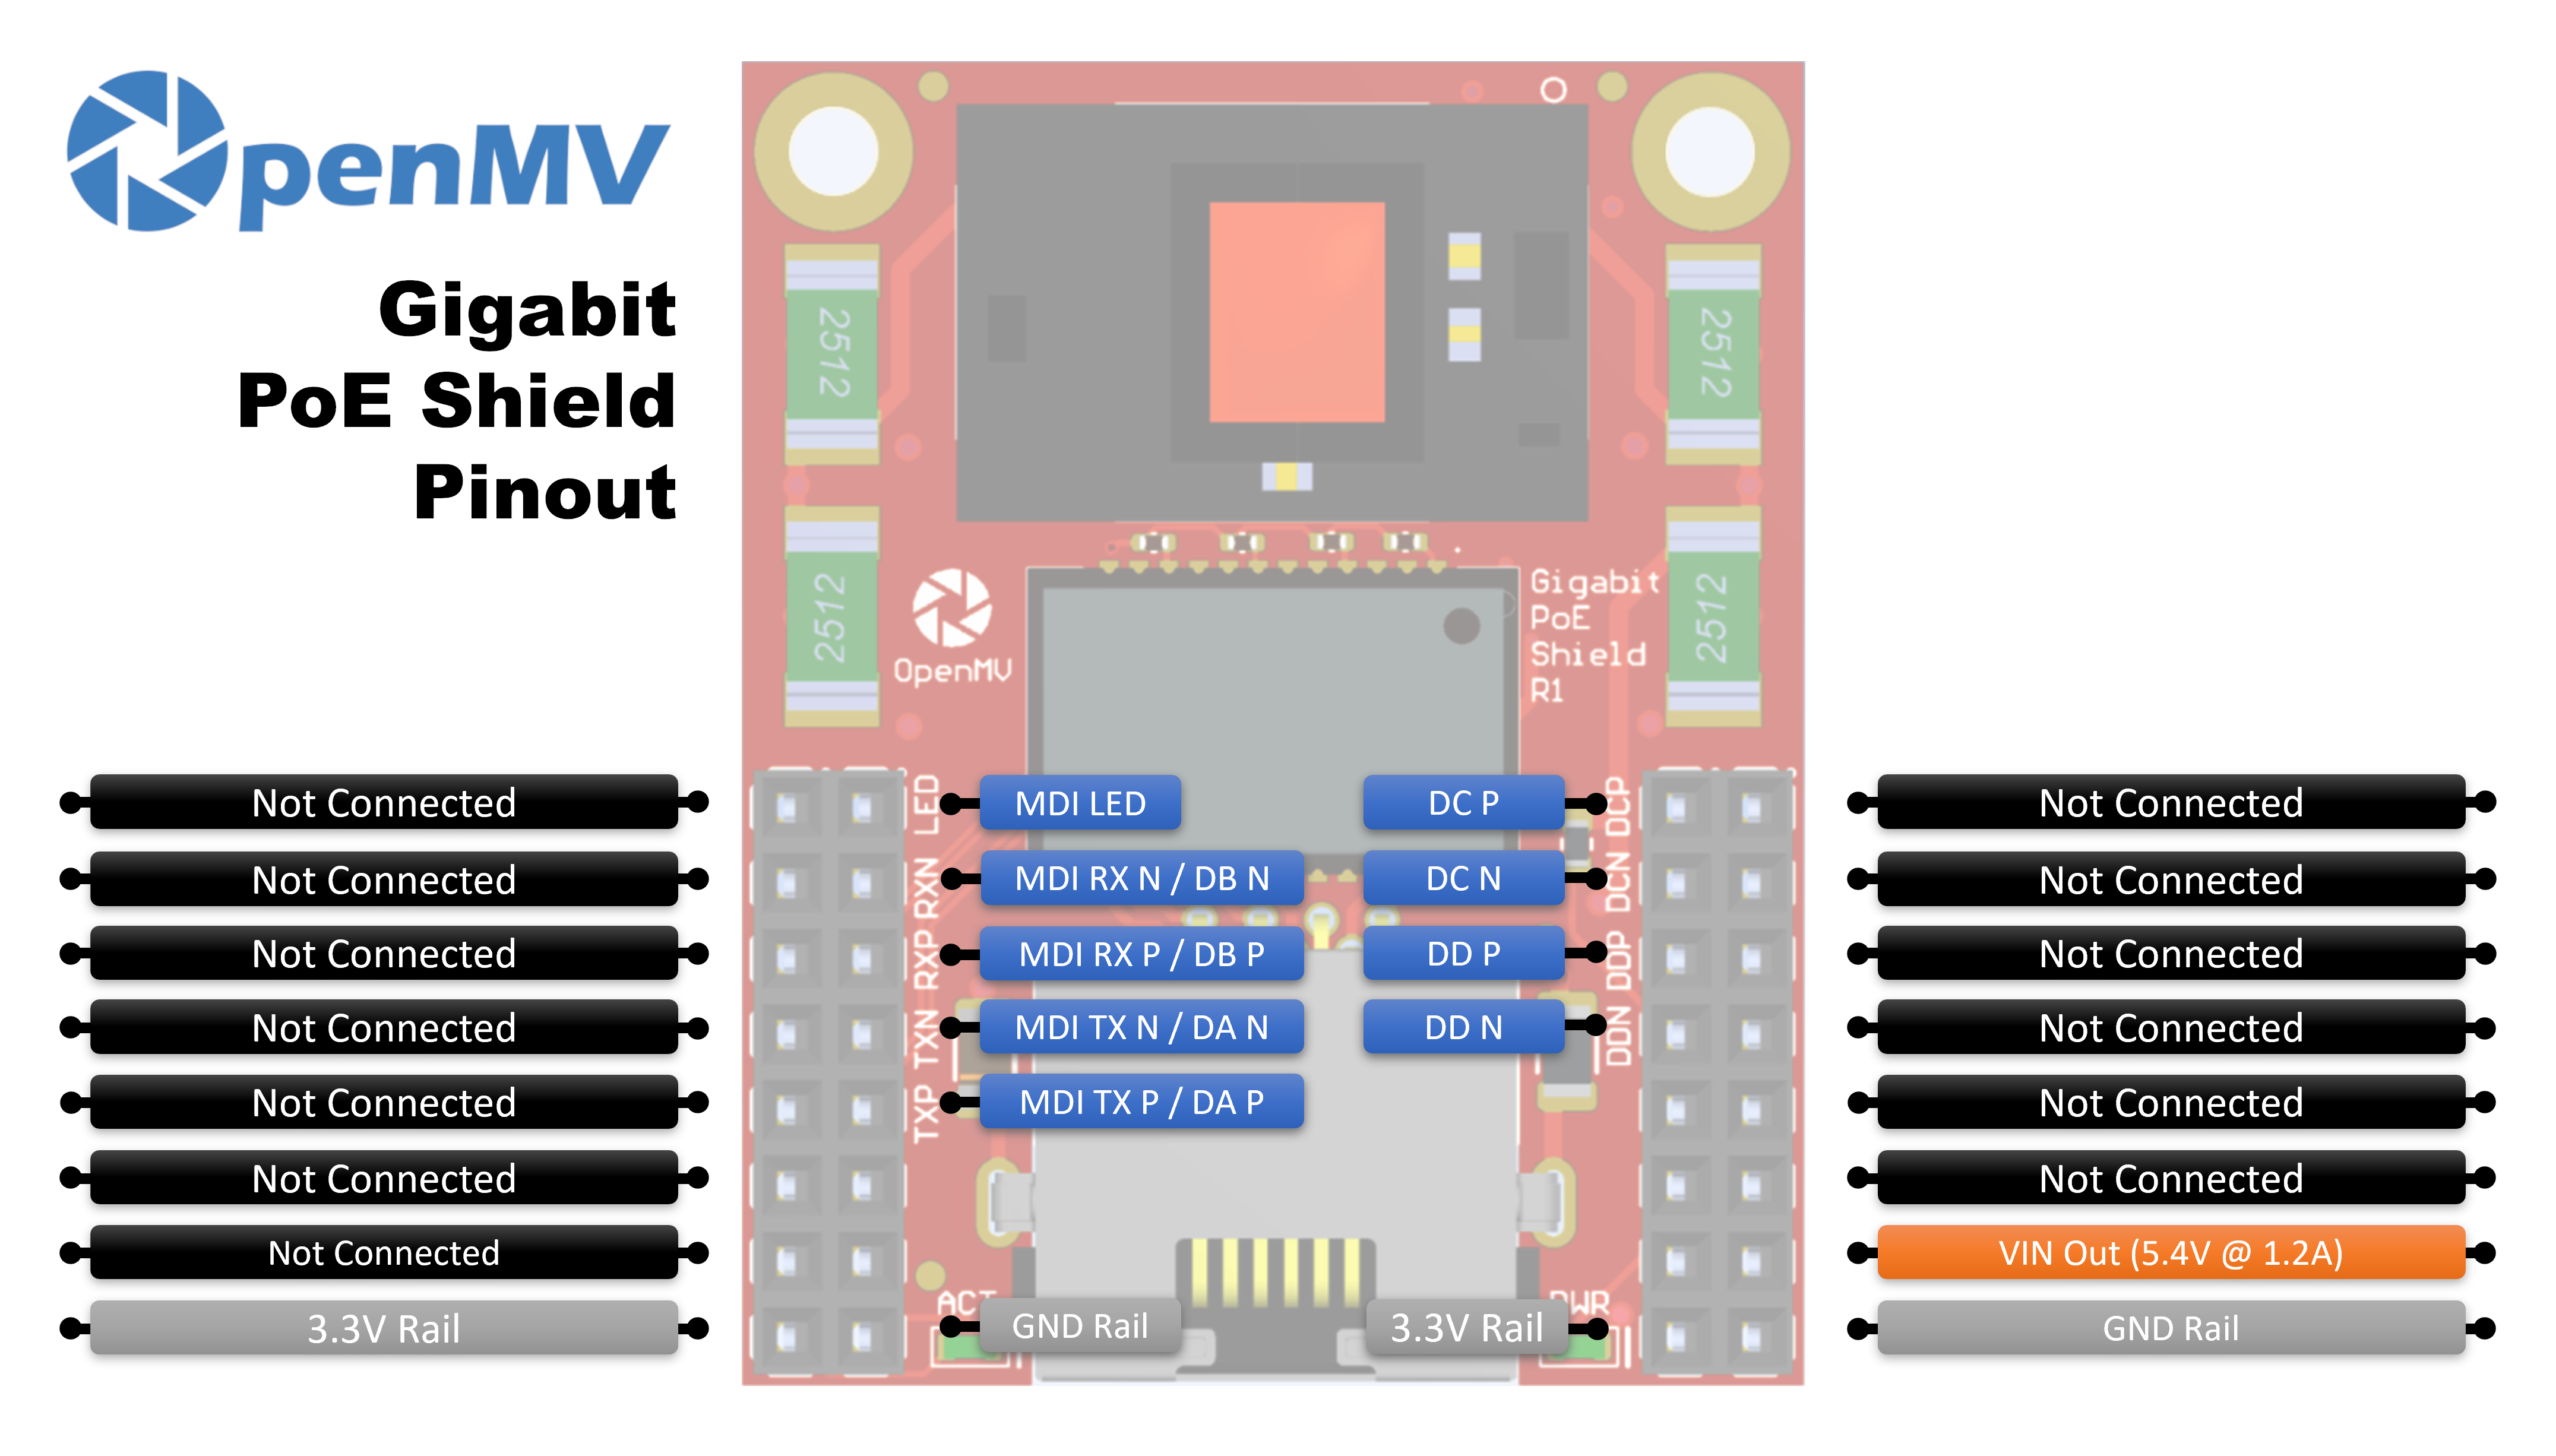 OpenMV
Gigabit
PoE Shield
Pinout
2512
2512
2512
2512
OpenMV
Gigabit
PoE
Shield
R1
Not Connected
LED
MDI LED
DC P
DCP
Not Connected
Not Connected
RXN
MDI RX N / DB N
DC N
DCN
Not Connected
Not Connected
RXP
MDI RX P / DB P
DD P
DDP
Not Connected
Not Connected
TXN
MDI TX N / DA N
DD N
DDN
Not Connected
Not Connected
TXP
MDI TX P / DA P
Not Connected
Not Connected
Not Connected
Not Connected
VIN Out (5.4V @ 1.2A)
ACT
PWR
3.3V Rail
GND Rail
3.3V Rail
GND Rail